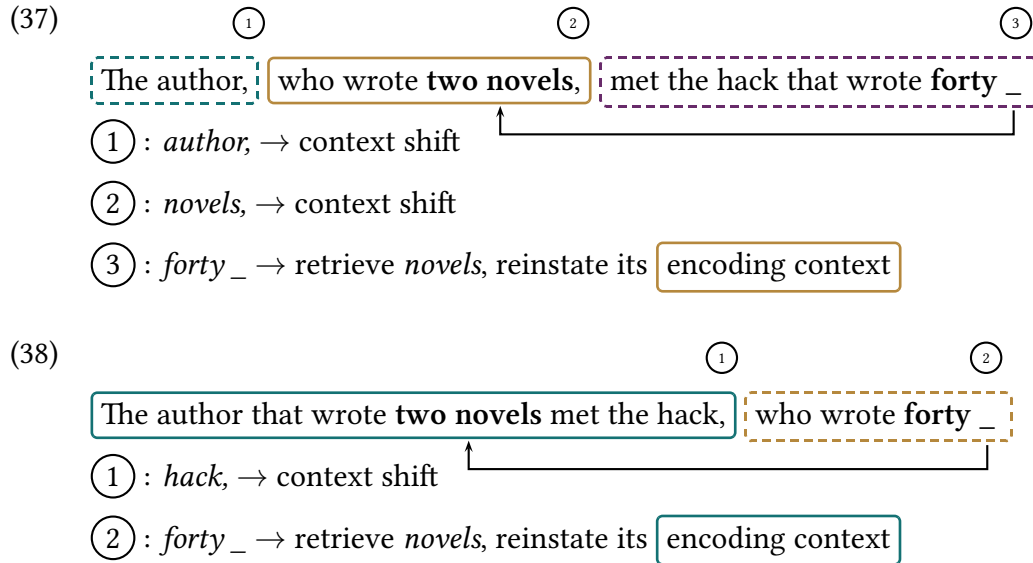 (37) ① ② ③
The author, who wrote two novels, met the hack that wrote forty _
① : author, → context shift
② : novels, → context shift
③ : forty _ → retrieve novels, reinstate its encoding context
(38) ① ②
The author that wrote two novels met the hack, who wrote forty _
① : hack, → context shift
② : forty _ → retrieve novels, reinstate its encoding context